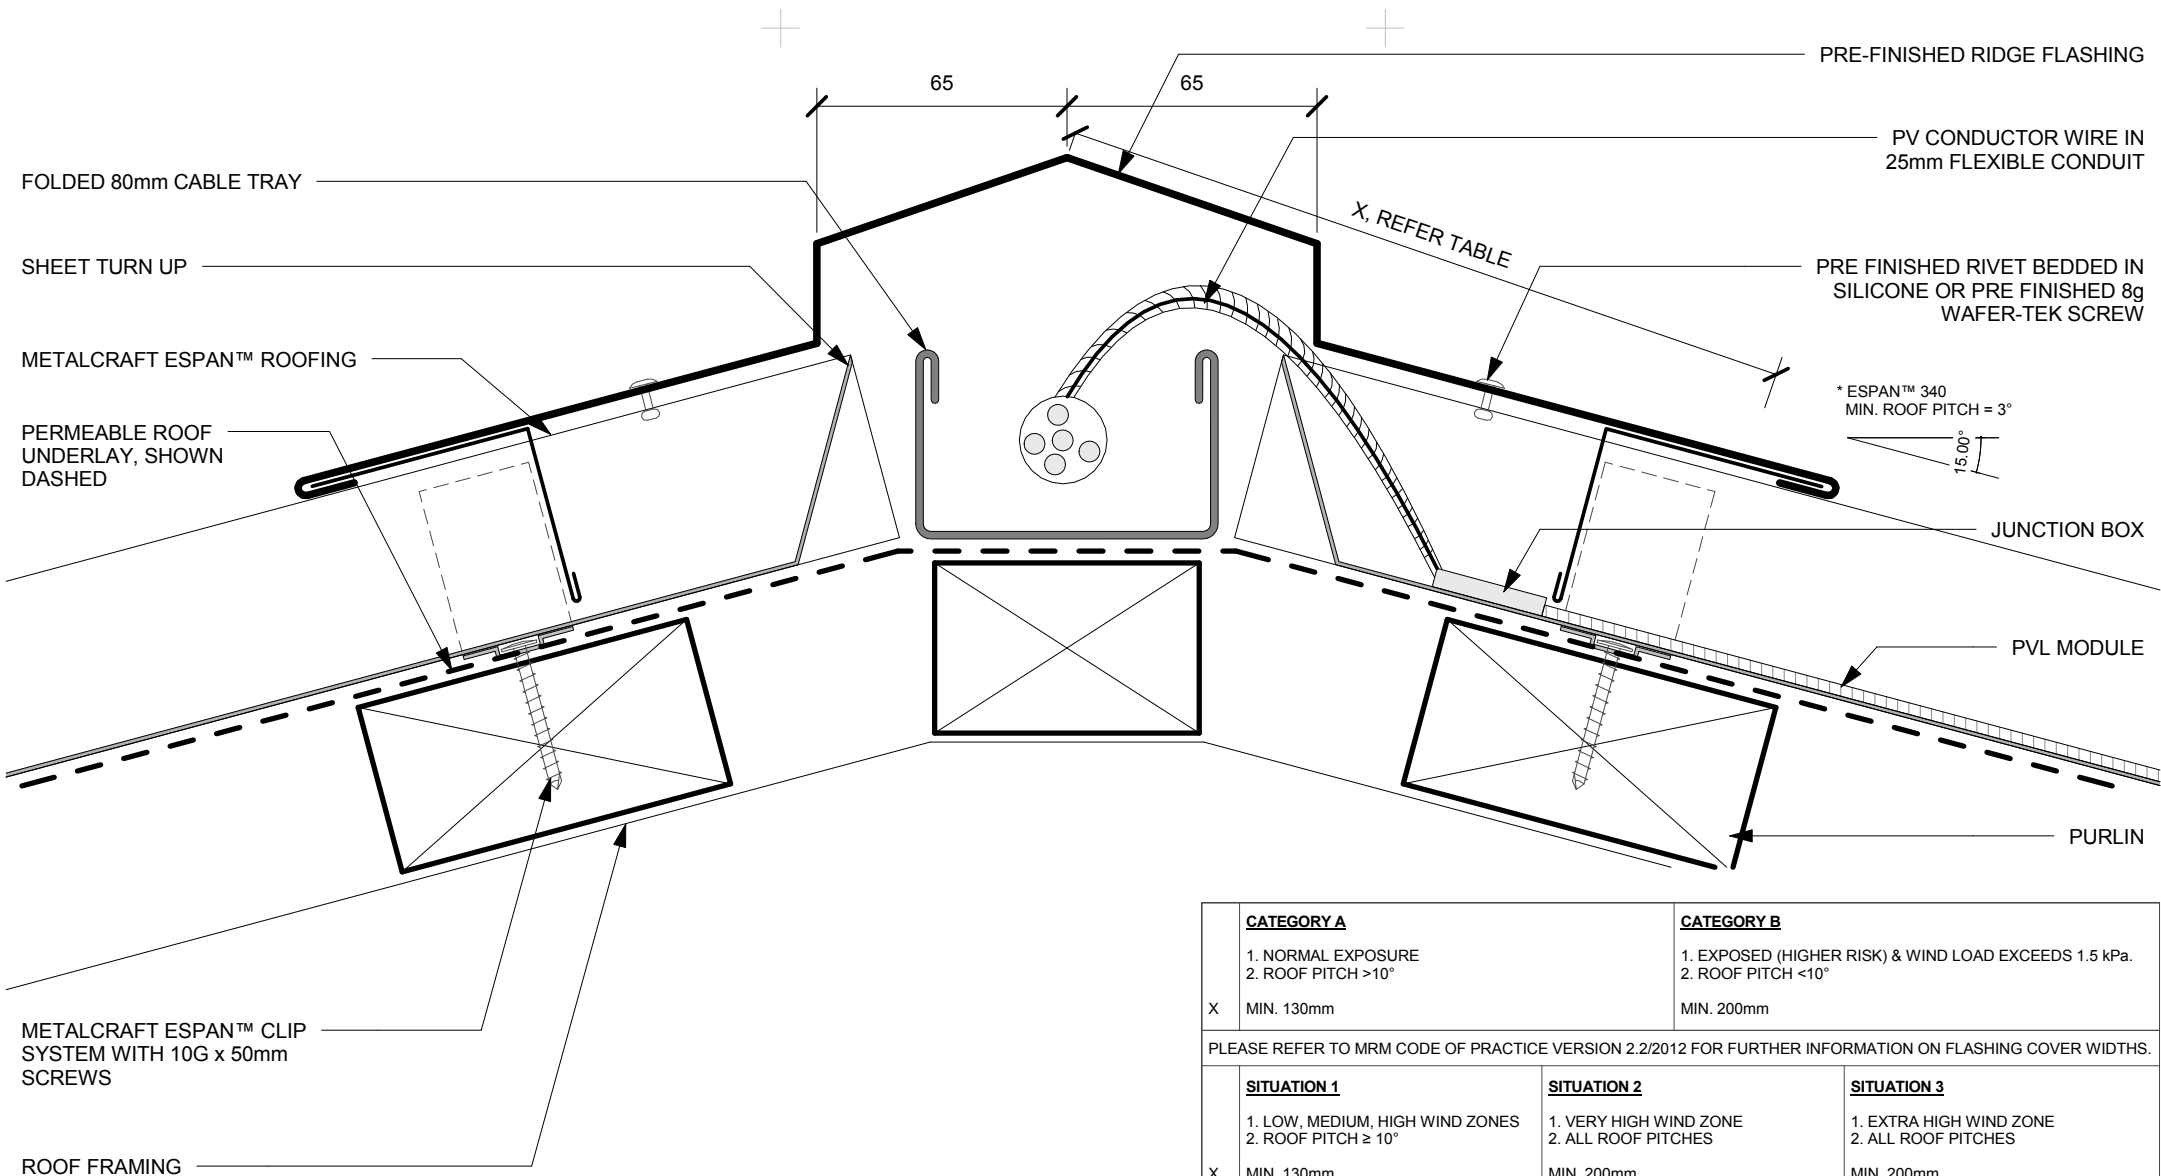 PRE-FINISHED RIDGE FLASHING
65
65
PV CONDUCTOR WIRE IN
25mm FLEXIBLE CONDUIT
FOLDED 80mm CABLE TRAY
X, REFER TABLE
SHEET TURN UP
PRE FINISHED RIVET BEDDED IN
SILICONE OR PRE FINISHED 8g
WAFER-TEK SCREW
METALCRAFT ESPAN™ ROOFING
* ESPAN™ 340
MIN. ROOF PITCH = 3°
15.00°
PERMEABLE ROOF
UNDERLAY, SHOWN
DASHED
JUNCTION BOX
PVL MODULE
PURLIN
METALCRAFT ESPAN™ CLIP
SYSTEM WITH 10G x 50mm
SCREWS
ROOF FRAMING
CATEGORY A
1. NORMAL EXPOSURE
2. ROOF PITCH >10°
X MIN. 130mm
CATEGORY B
1. EXPOSED (HIGHER RISK) & WIND LOAD EXCEEDS 1.5 kPa.
2. ROOF PITCH <10°
MIN. 200mm
PLEASE REFER TO MRM CODE OF PRACTICE VERSION 2.2/2012 FOR FURTHER INFORMATION ON FLASHING COVER WIDTHS.
SITUATION 1
1. LOW, MEDIUM, HIGH WIND ZONES
2. ROOF PITCH ≥ 10°
X MIN. 130mm
SITUATION 2
1. VERY HIGH WIND ZONE
2. ALL ROOF PITCHES
MIN. 200mm
SITUATION 3
1. EXTRA HIGH WIND ZONE
2. ALL ROOF PITCHES
MIN. 200mm